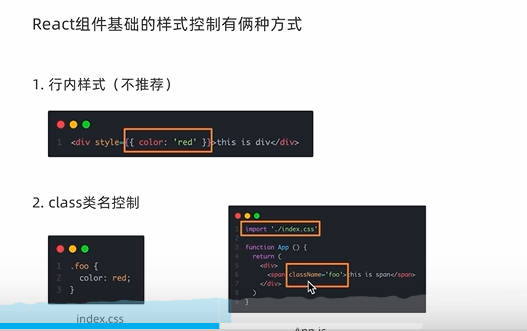 React组件基础的样式控制有俩种方式
1. 行内样式（不推荐）
1 <div style={{ color: 'red' }}>this is div</div>
2. class类名控制
1 .foo {
2 color: red;
3 }
index.css
1 import './index.css'
2
3 function App () {
4 return (
5 <div>
6 <span className='foo'>this is span</span>
7 </div>
8 )
9 }
App.js